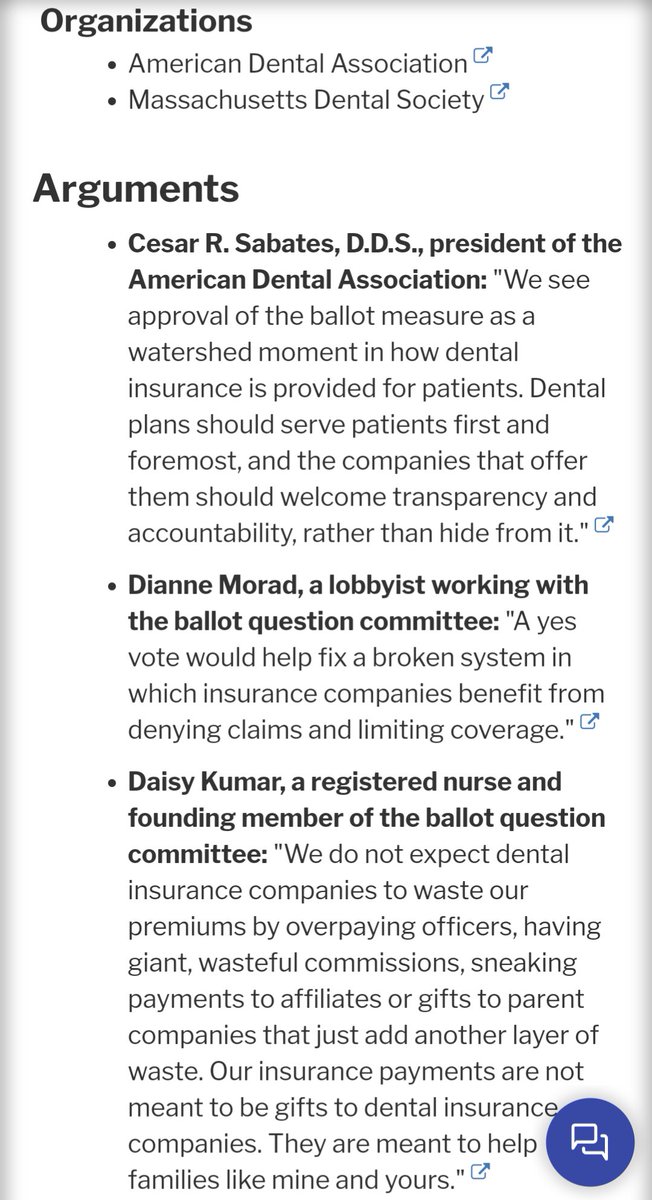 Organizations
• American Dental Association
• Massachusetts Dental Society
Arguments
• Cesar R. Sabates, D.D.S., president of the
American Dental Association: "We see
approval of the ballot measure as a
watershed moment in how dental
insurance is provided for patients. Dental
plans should serve patients first and
foremost, and the companies that offer
them should welcome transparency and
accountability, rather than hide from it."
• Dianne Morad, a lobbyist working with
the ballot question committee: "A yes
vote would help fix a broken system in
which insurance companies benefit from
denying claims and limiting coverage."
• Daisy Kumar, a registered nurse and
founding member of the ballot question
committee: "We do not expect dental
insurance companies to waste our
premiums by overpaying officers, having
giant, wasteful commissions, sneaking
payments to affiliates or gifts to parent
companies that just add another layer of
waste. Our insurance payments are not
meant to be gifts to dental insurance
companies. They are meant to help
families like mine and yours."